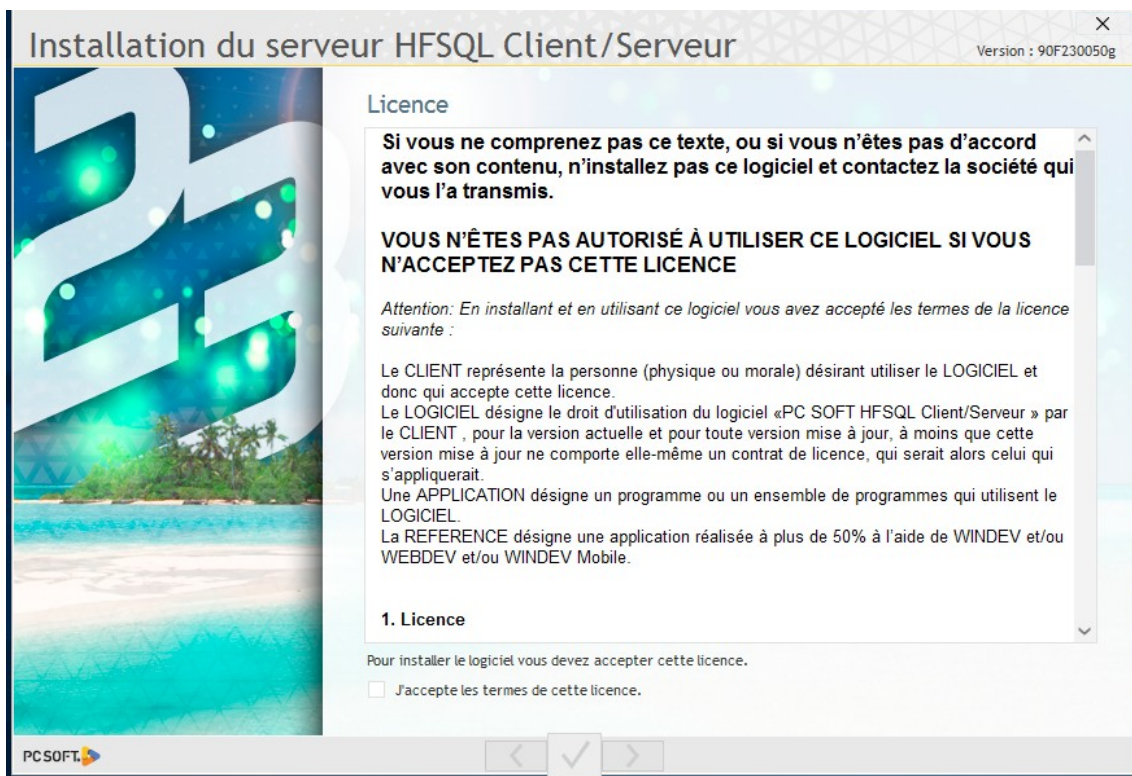 Installation du serveur HFSQL Client/Serveur
Version : 90F230050g
23
Licence
Si vous ne comprenez pas ce texte, ou si vous n'êtes pas d'accord
avec son contenu, n'installez pas ce logiciel et contactez la société qui
vous l'a transmis.
VOUS N'ÊTES PAS AUTORISÉ À UTILISER CE LOGICIEL SI VOUS
N'ACCEPTEZ PAS CETTE LICENCE
Attention: En installant et en utilisant ce logiciel vous avez accepté les termes de la licence
suivante :
Le CLIENT représente la personne (physique ou morale) désirant utiliser le LOGICIEL et
donc qui accepte cette licence.
Le LOGICIEL désigne le droit d'utilisation du logiciel «PC SOFT HFSQL Client/Serveur » par
le CLIENT , pour la version actuelle et pour toute version mise à jour, à moins que cette
version mise à jour ne comporte elle-même un contrat de licence, qui serait alors celui qui
s'appliquerait.
Une APPLICATION désigne un programme ou un ensemble de programmes qui utilisent le
LOGICIEL.
La REFERENCE désigne une application réalisée à plus de 50% à l'aide de WINDEV et/ou
WEBDEV et/ou WINDEV Mobile.
1. Licence
Pour installer le logiciel vous devez accepter cette licence.
J'accepte les termes de cette licence.
PC SOFT